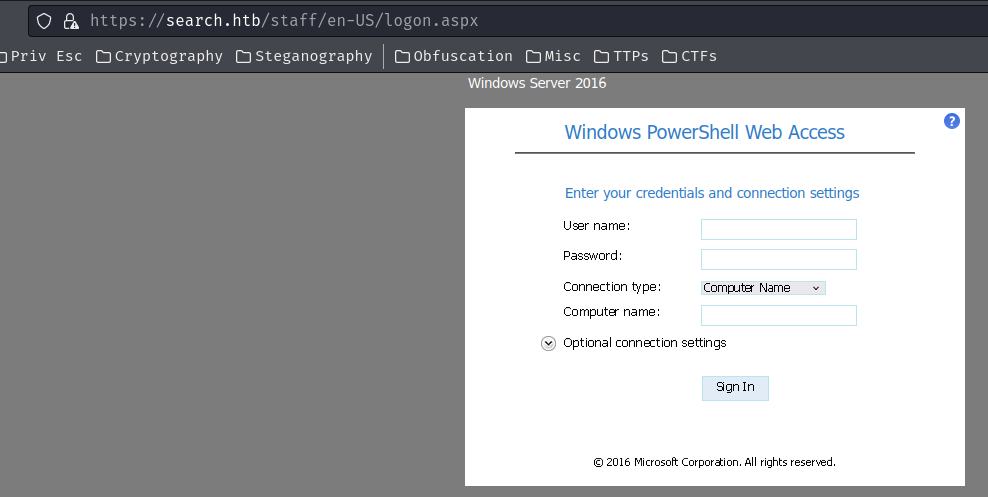 https://search.htb/staff/en-US/logon.aspx
Priv Esc Cryptography Steganography Obfuscation Misc TTPs CTFs
Windows Server 2016
?
Windows PowerShell Web Access
Enter your credentials and connection settings
User name:
Password:
Connection type: Computer Name
Computer name:
Optional connection settings
Sign In
© 2016 Microsoft Corporation. All rights reserved.